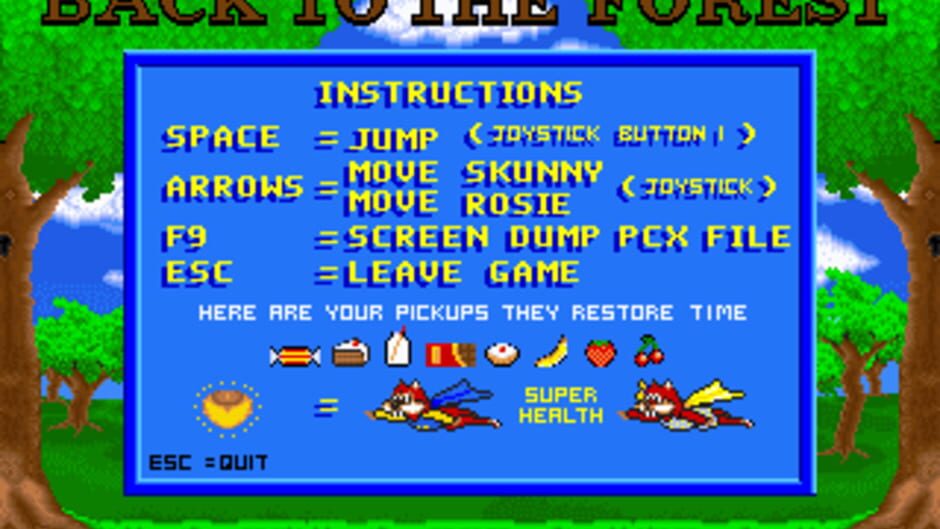 BACK TO THE FOREST
INSTRUCTIONS
SPACE = JUMP (JOYSTICK BUTTON 1)
ARROWS = MOVE SKUNNY
MOVE ROSIE (JOYSTICK)
F9 = SCREEN DUMP PCX FILE
ESC = LEAVE GAME
HERE ARE YOUR PICKUPS THEY RESTORE TIME
= SUPER
HEALTH
ESC =QUIT